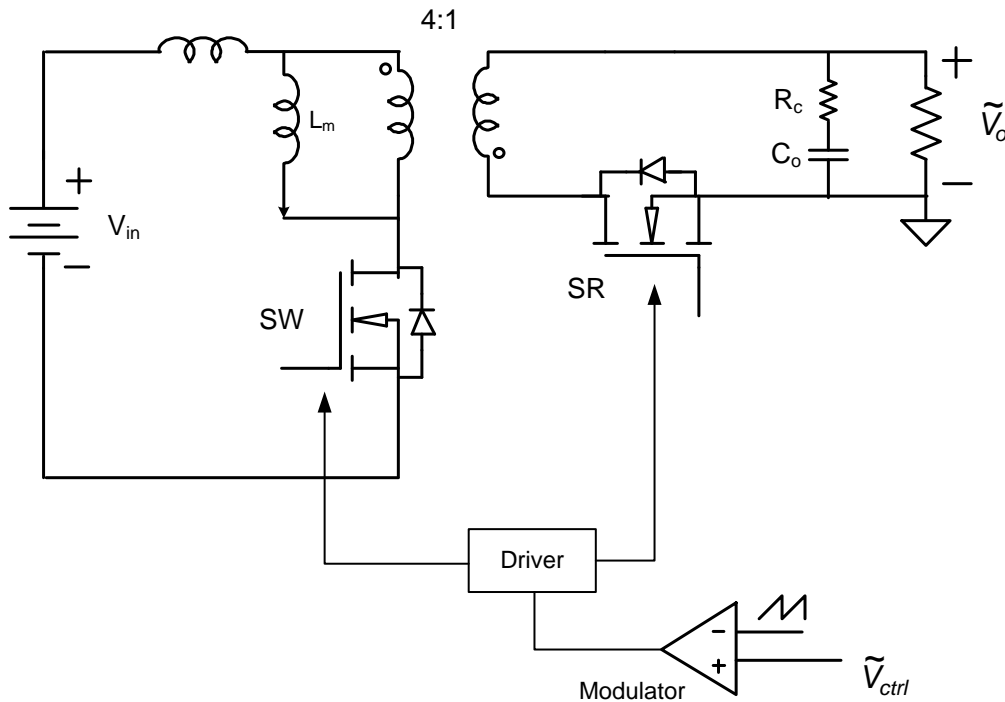 4:1
Lm
Rc
Co
Ṽo
+
−
+
Vin
−
SW
SR
Driver
−
+
Modulator
Ṽctrl